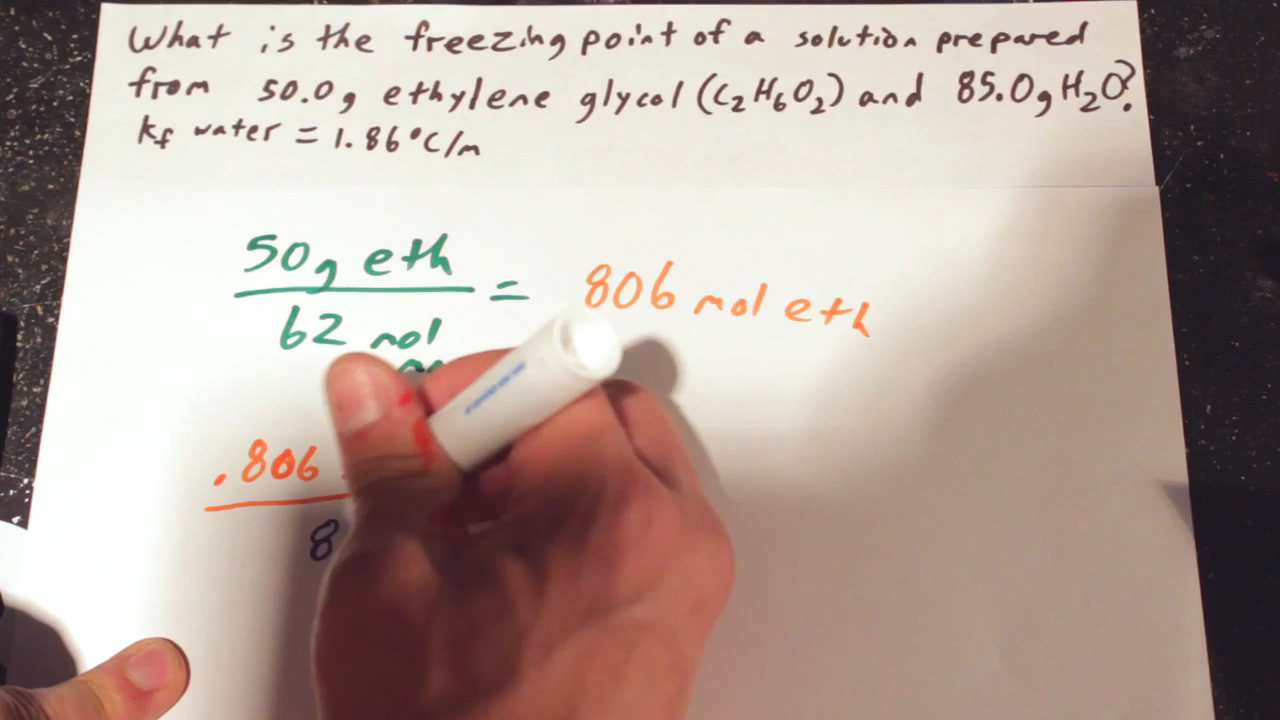 What is the freezing point of a solution prepared
from 50.0g ethylene glycol (C2H6O2) and 85.0g H2O?
Kf water = 1.86°C/m
50g eth
62 mol
= 806 mol eth
.806
8